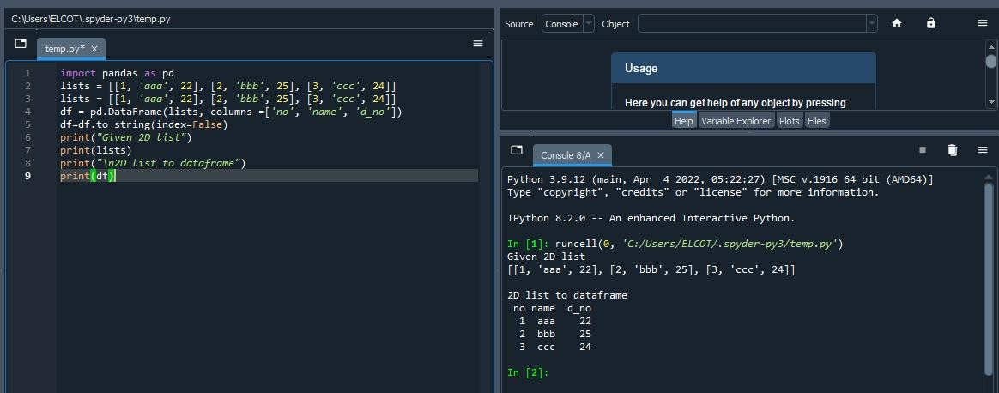 C:\Users\ELCOT\.spyder-py3\temp.py
temp.py*
1 import pandas as pd
2 lists = [[1, 'aaa', 22], [2, 'bbb', 25], [3, 'ccc', 24]]
3 lists = [[1, 'aaa', 22], [2, 'bbb', 25], [3, 'ccc', 24]]
4 df = pd.DataFrame(lists, columns =['no', 'name', 'd_no'])
5 df=df.to_string(index=False)
6 print("Given 2D list")
7 print(lists)
8 print("\n2D list to dataframe")
9 print(df)
Source Console Object
Usage
Here you can get help of any object by pressing
Help Variable Explorer Plots Files
Console 8/A
Python 3.9.12 (main, Apr  4 2022, 05:22:27) [MSC v.1916 64 bit (AMD64)]
Type "copyright", "credits" or "license" for more information.
IPython 8.2.0 -- An enhanced Interactive Python.
In [1]: runcell(0, 'C:/Users/ELCOT/.spyder-py3/temp.py')
Given 2D list
[[1, 'aaa', 22], [2, 'bbb', 25], [3, 'ccc', 24]]
2D list to dataframe
no name  d_no
1  aaa    22
2  bbb    25
3  ccc    24
In [2]: